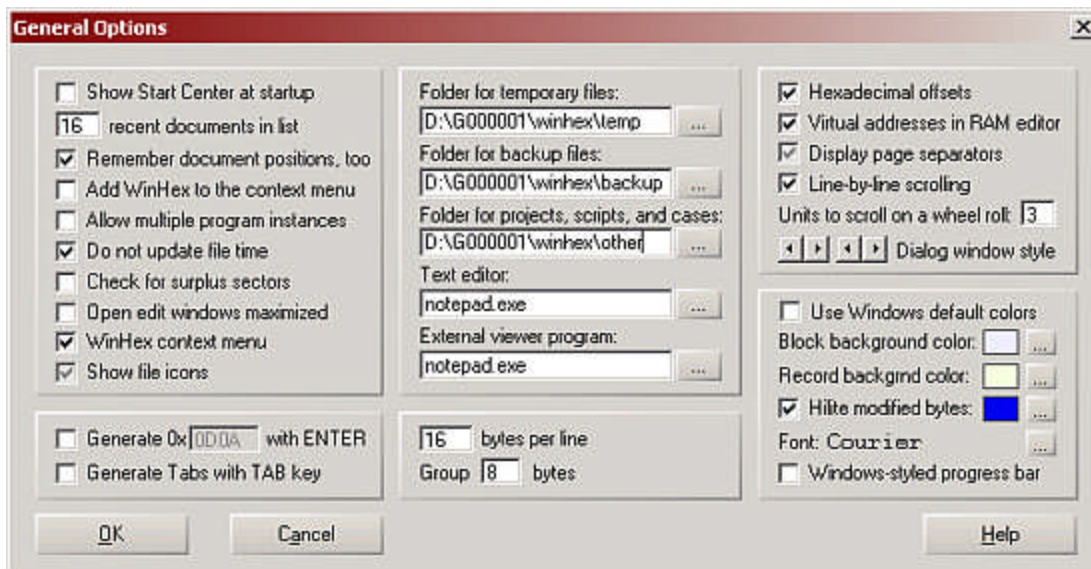 General Options
Show Start Center at startup
16 recent documents in list
Remember document positions, too
Add WinHex to the context menu
Allow multiple program instances
Do not update file time
Check for surplus sectors
Open edit windows maximized
WinHex context menu
Show file icons
Generate 0x 0D0A with ENTER
Generate Tabs with TAB key
Folder for temporary files:
D:\G000001\winhex\temp ...
Folder for backup files:
D:\G000001\winhex\backup ...
Folder for projects, scripts, and cases:
D:\G000001\winhex\other ...
Text editor:
notepad.exe ...
External viewer program:
notepad.exe ...
16 bytes per line
Group 8 bytes
Hexadecimal offsets
Virtual addresses in RAM editor
Display page separators
Line-by-line scrolling
Units to scroll on a wheel roll: 3
Dialog window style
Use Windows default colors
Block background color: ...
Record backgrnd color: ...
Hilite modified bytes: ...
Font: Courier ...
Windows-styled progress bar
OK Cancel Help